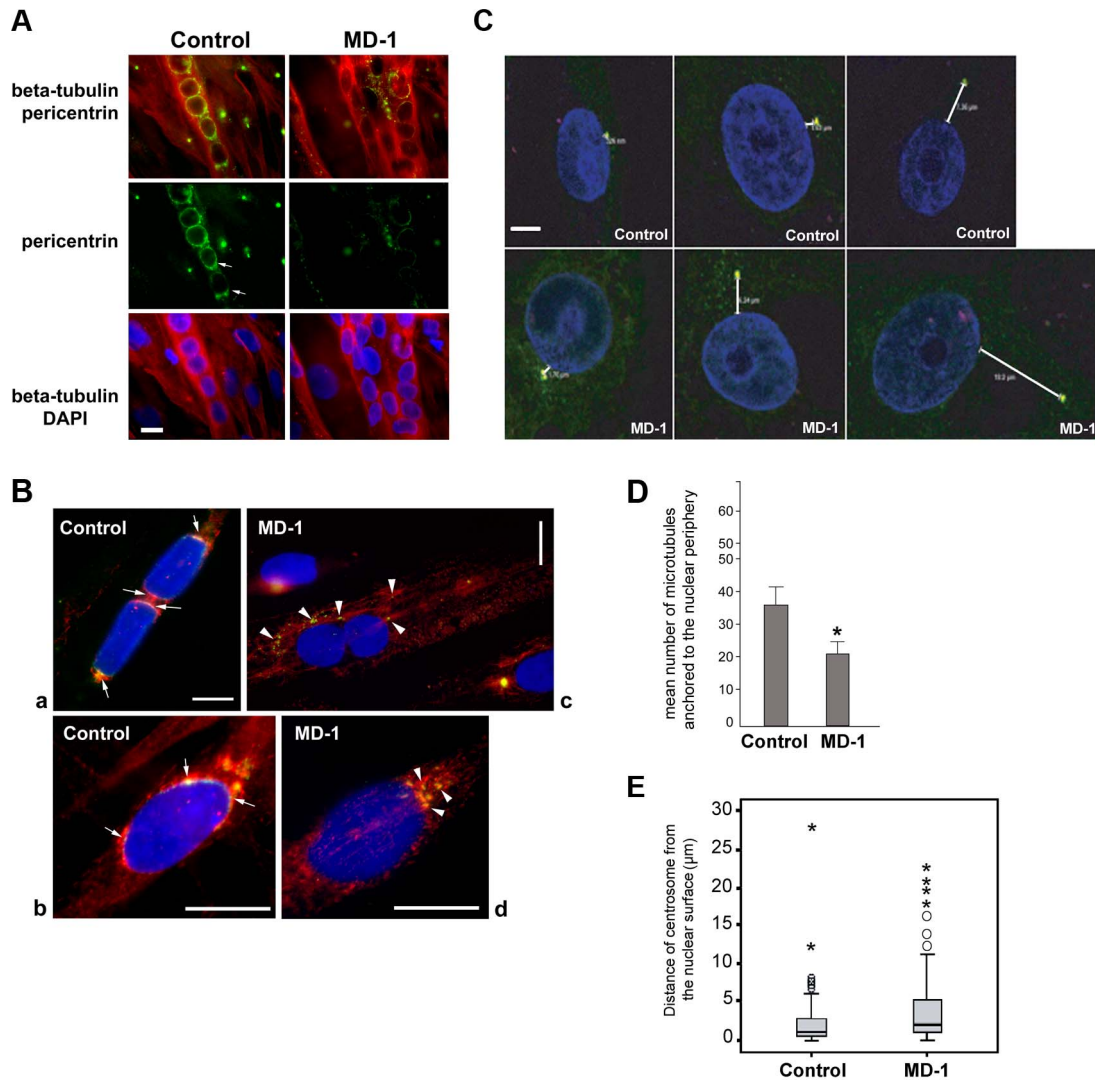 A
Control MD-1
beta-tubulin
pericentrin
pericentrin
beta-tubulin
DAPI
C
Control
Control
Control
MD-1
MD-1
MD-1
B
Control
MD-1
a
c
Control
MD-1
b
d
D
mean number of microtubules
anchored to the nuclear periphery
60
50
50
40
30
20
10
0
*
Control MD-1
E
Distance of centrosome from
the nuclear surface (µm)
30
25
20
15
10
5
0
Control MD-1